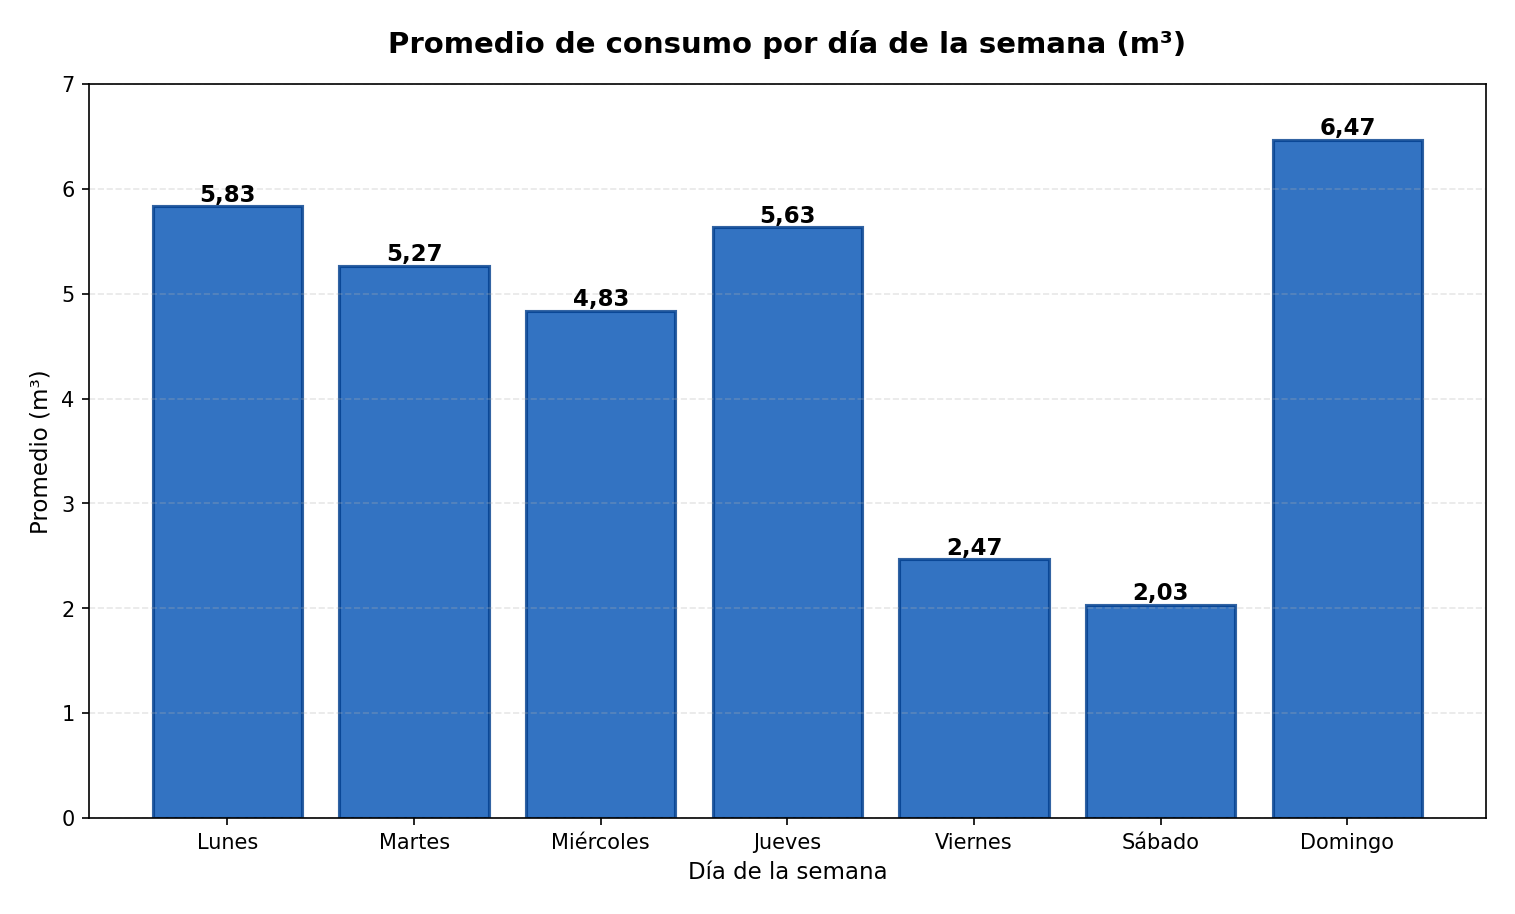 Promedio de consumo por día de la semana (m³)
7
6
5
4
3
2
1
0
Promedio (m³)
5,83
5,27
4,83
5,63
2,47
2,03
6,47
Lunes
Martes
Miércoles
Jueves
Viernes
Sábado
Domingo
Día de la semana